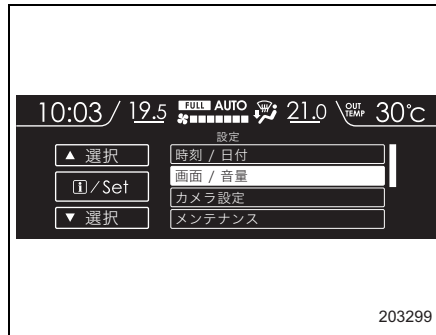 10:03 / 19.5 FULL AUTO 21.0 OUT TEMP 30℃
設定
▲ 選択
時刻 / 日付
画面 / 音量
i/Set
カメラ設定
▼ 選択
メンテナンス
203299